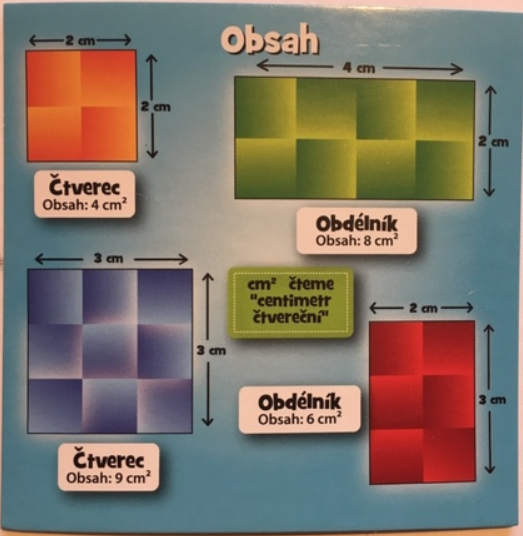 Obsah
2 cm
2 cm
Čtverec
Obsah: 4 cm²
4 cm
2 cm
Obdélník
Obsah: 8 cm²
3 cm
3 cm
Čtverec
Obsah: 9 cm²
cm² čteme
"centimetr
čtvereční"
2 cm
3 cm
Obdélník
Obsah: 6 cm²